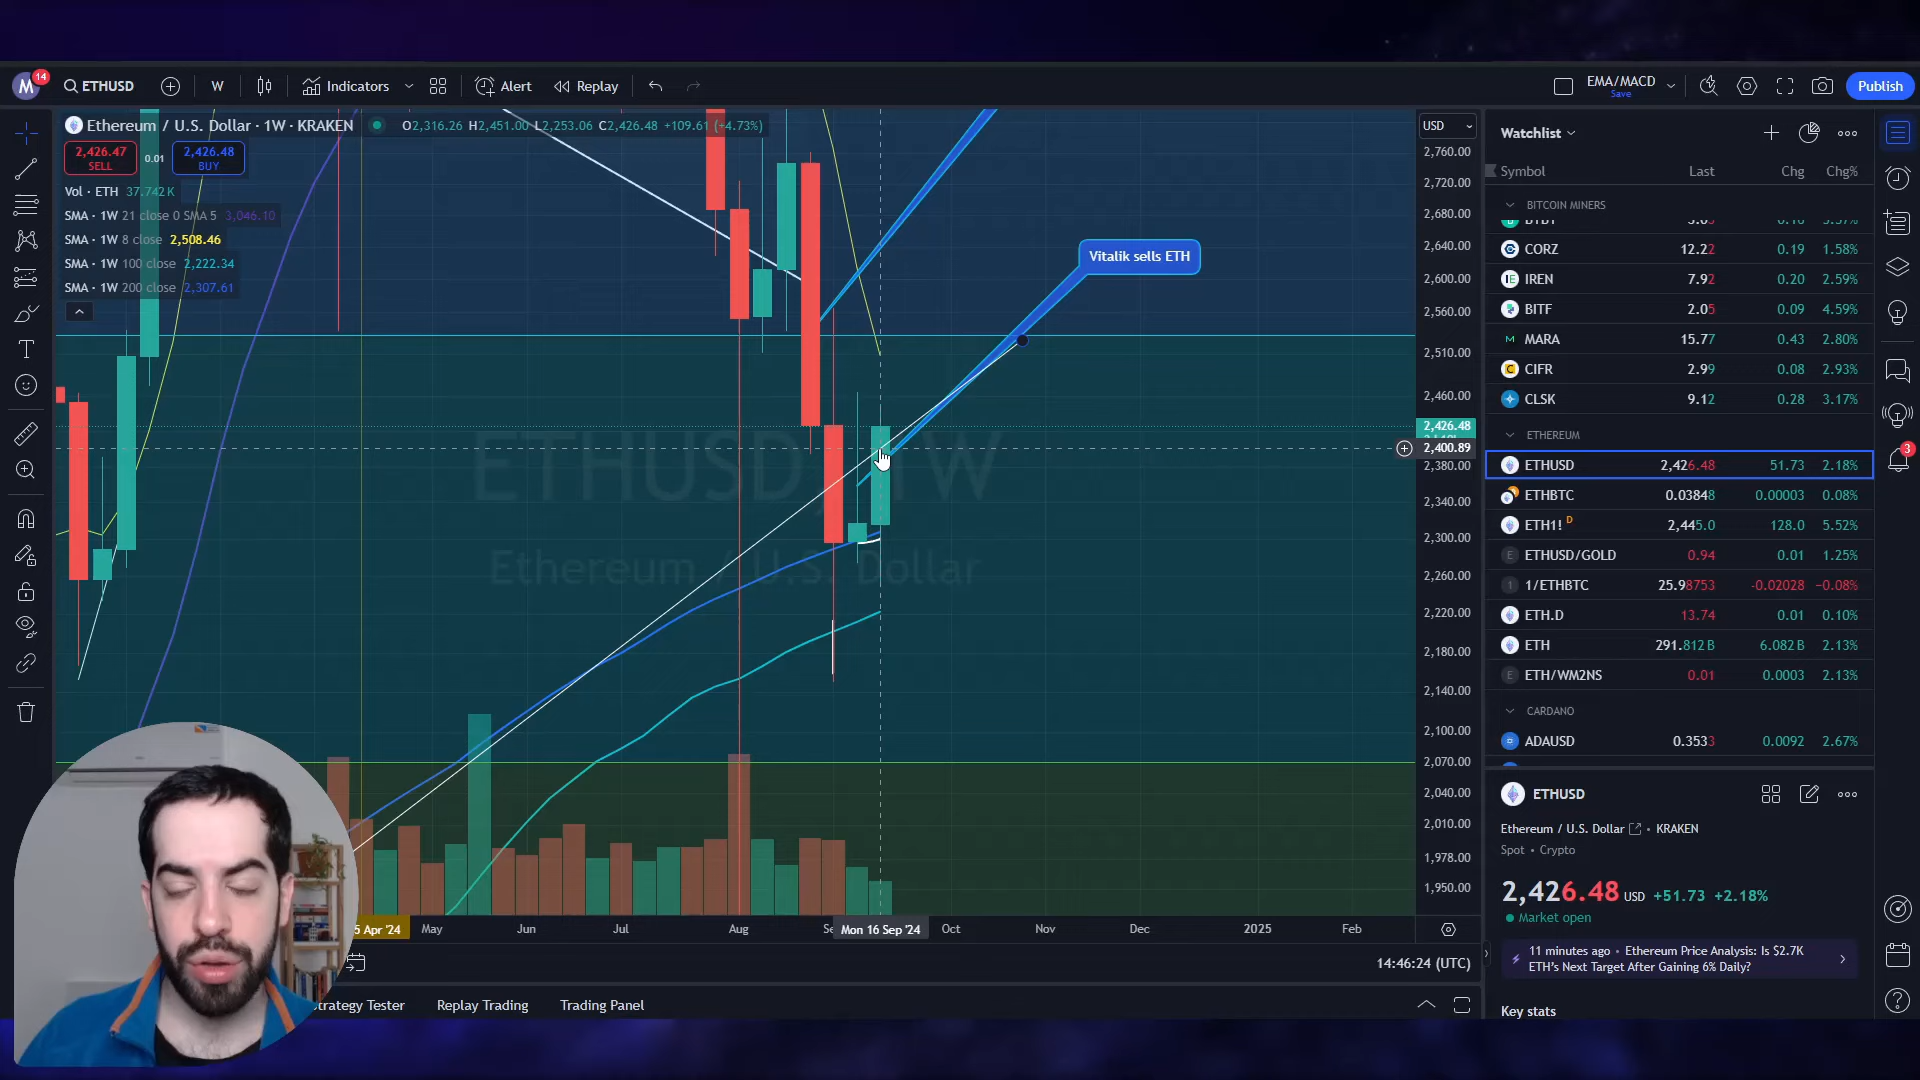 M
14
ETHUSD
W
Indicators
Alert
Replay
EMA/MACD
Save
Publish
Ethereum / U.S. Dollar · 1W · KRAKEN
O2,316.26 H2,451.00 L2,253.06 C2,426.48 +109.61 (+4.73%)
2,426.47
SELL
0.01
2,426.48
BUY
Vol · ETH 37.742K
SMA · 1W 21 close 0 SMA 5 3,046.10
SMA · 1W 8 close 2,508.46
SMA · 1W 100 close 2,222.34
SMA · 1W 200 close 2,307.61
Vitalik sells ETH
ETHUSD, 1W
Ethereum / U.S. Dollar
USD
2,760.00
2,720.00
2,680.00
2,640.00
2,600.00
2,560.00
2,510.00
2,460.00
2,426.48
2,400.89
2,380.00
2,340.00
2,300.00
2,260.00
2,220.00
2,180.00
2,140.00
2,100.00
2,070.00
2,040.00
2,010.00
1,978.00
1,950.00
5 Apr '24
May
Jun
Jul
Aug
Mon 16 Sep '24
Oct
Nov
Dec
2025
Feb
14:46:24 (UTC)
trategy Tester
Replay Trading
Trading Panel
Watchlist
Symbol Last Chg Chg%
BITCOIN MINERS
CORZ 12.22 0.19 1.58%
IREN 7.92 0.20 2.59%
BITF 2.05 0.09 4.59%
M MARA 15.77 0.43 2.80%
CIFR 2.99 0.08 2.93%
CLSK 9.12 0.28 3.17%
ETHEREUM
ETHUSD 2,426.48 51.73 2.18%
ETHBTC 0.03848 0.00003 0.08%
ETH1! D 2,445.0 128.0 5.52%
E ETHUSD/GOLD 0.94 0.01 1.25%
1 1/ETHBTC 25.98753 -0.02028 −0.08%
ETH.D 13.74 0.01 0.10%
ETH 291.812 B 6.082 B 2.13%
E ETH/WM2NS 0.01 0.0003 2.13%
CARDANO
ADAUSD 0.3533 0.0092 2.67%
3
ETHUSD
Ethereum / U.S. Dollar • KRAKEN
Spot • Crypto
2,426.48 USD +51.73 +2.18%
Market open
11 minutes ago • Ethereum Price Analysis: Is $2.7K
ETH's Next Target After Gaining 6% Daily?
Key stats